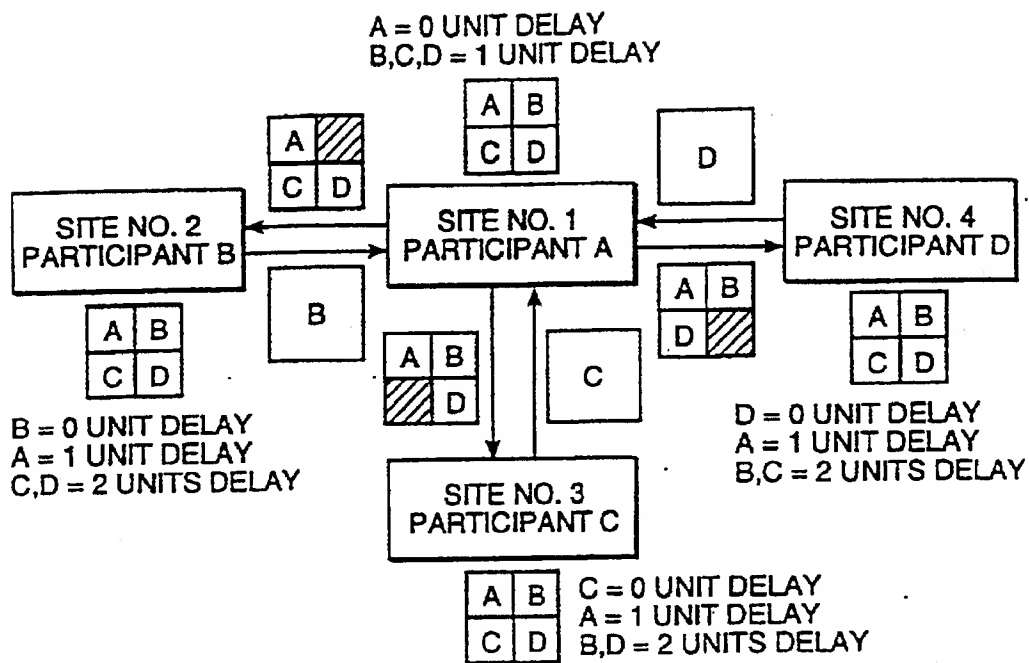 A = 0 UNIT DELAY
B,C,D = 1 UNIT DELAY
A B
C D
A
C D
D
SITE NO. 2
PARTICIPANT B
SITE NO. 1
PARTICIPANT A
SITE NO. 4
PARTICIPANT D
A B
C D
B
A B
D
C
A B
D
A B
C D
B = 0 UNIT DELAY
A = 1 UNIT DELAY
C,D = 2 UNITS DELAY
D = 0 UNIT DELAY
A = 1 UNIT DELAY
B,C = 2 UNITS DELAY
SITE NO. 3
PARTICIPANT C
A B
C D
C = 0 UNIT DELAY
A = 1 UNIT DELAY
B,D = 2 UNITS DELAY